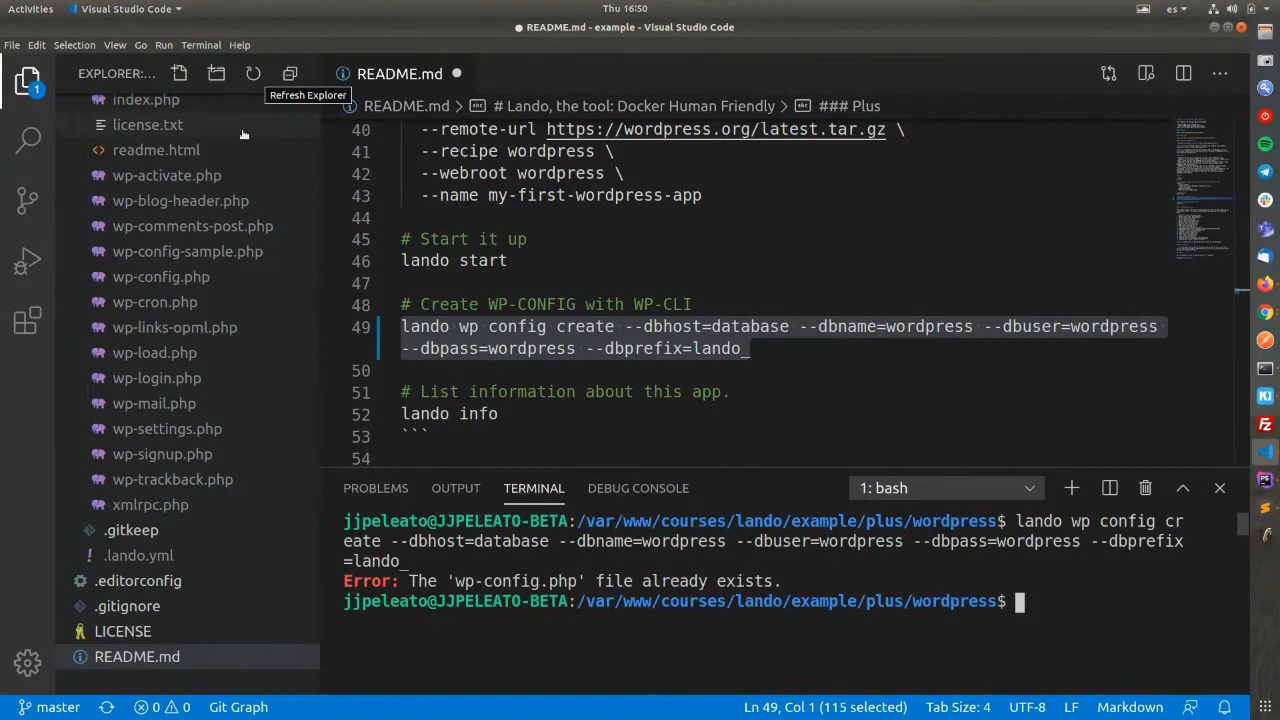 Activities
Visual Studio Code
Thu 16:50
es
README.md - example - Visual Studio Code
File Edit Selection View Go Run Terminal Help
EXPLORER:...
README.md
Refresh Explorer
README.md > # Lando, the tool: Docker Human Friendly > ### Plus
1
index.php
license.txt
readme.html
wp-activate.php
wp-blog-header.php
wp-comments-post.php
wp-config-sample.php
wp-config.php
wp-cron.php
wp-links-opml.php
wp-load.php
wp-login.php
wp-mail.php
wp-settings.php
wp-signup.php
wp-trackback.php
xmlrpc.php
.gitkeep
.lando.yml
.editorconfig
.gitignore
LICENSE
README.md
40 --remote-url https://wordpress.org/latest.tar.gz \
41 --recipe wordpress \
42 --webroot wordpress \
43 --name my-first-wordpress-app
44
45 # Start it up
46 lando start
47
48 # Create WP-CONFIG with WP-CLI
49 lando wp config create --dbhost=database --dbname=wordpress --dbuser=wordpress
--dbpass=wordpress --dbprefix=lando_
50
51 # List information about this app.
52 lando info
53 ```
54
PROBLEMS OUTPUT TERMINAL DEBUG CONSOLE
1: bash
jjpeleato@JJPELEATO-BETA:/var/www/courses/lando/example/plus/wordpress$ lando wp config cr
eate --dbhost=database --dbname=wordpress --dbuser=wordpress --dbpass=wordpress --dbprefix
=lando_
Error: The 'wp-config.php' file already exists.
jjpeleato@JJPELEATO-BETA:/var/www/courses/lando/example/plus/wordpress$
master
0 0
Git Graph
Ln 49, Col 1 (115 selected)
Tab Size: 4
UTF-8
LF
Markdown